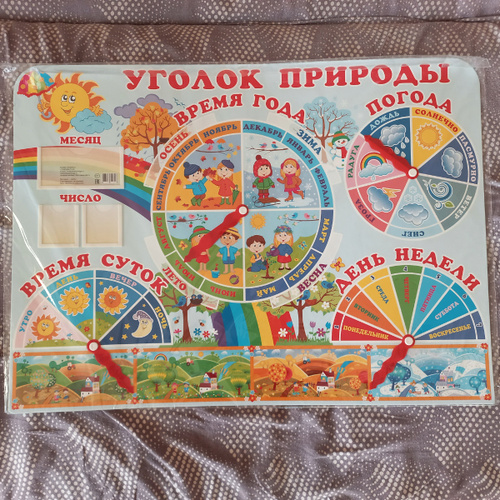 УГОЛОК ПРИРОДЫ
ВРЕМЯ ГОДА
ПОГОДА
МЕСЯЦ
ЧИСЛО
ОСЕНЬ
ЗИМА
ЛЕТО
ВЕСНА
СЕНТЯБРЬ
ОКТЯБРЬ
НОЯБРЬ
ДЕКАБРЬ
ЯНВАРЬ
ФЕВРАЛЬ
МАРТ
АПРЕЛЬ
МАЙ
ИЮНЬ
ИЮЛЬ
АВГУСТ
РАДУГА
ДОЖДЬ
СОЛНЕЧНО
ПАСМУРНО
ВЕТЕР
СНЕГ
ГРОЗА
ВРЕМЯ СУТОК
УТРО
ДЕНЬ
ВЕЧЕР
НОЧЬ
ДЕНЬ НЕДЕЛИ
ПОНЕДЕЛЬНИК
ВТОРНИК
СРЕДА
ЧЕТВЕРГ
ПЯТНИЦА
СУББОТА
ВОСКРЕСЕНЬЕ